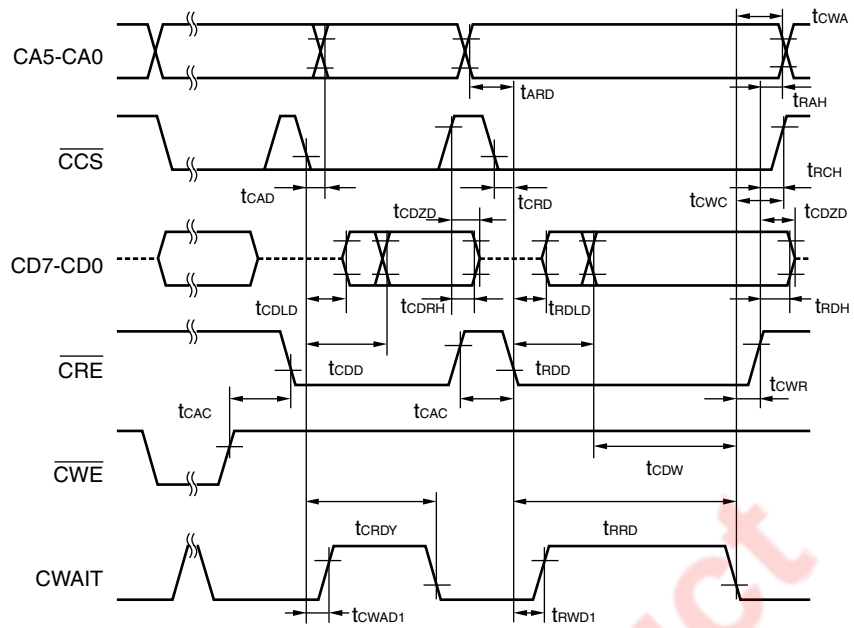 tCWA
CA5-CA0
tARD
tRAH
CCS
tCAD
tCDZD
tCRD
tRCH
tCWC
tCDZD
CD7-CD0
tCDLD
tCDRH
tRDLD
tRDH
CRE
tCDD
tRDD
tCWR
tCAC
tCAC
CWE
tCDW
tCRDY
tRRD
CWAIT
tCWAD1
tRWD1
uct